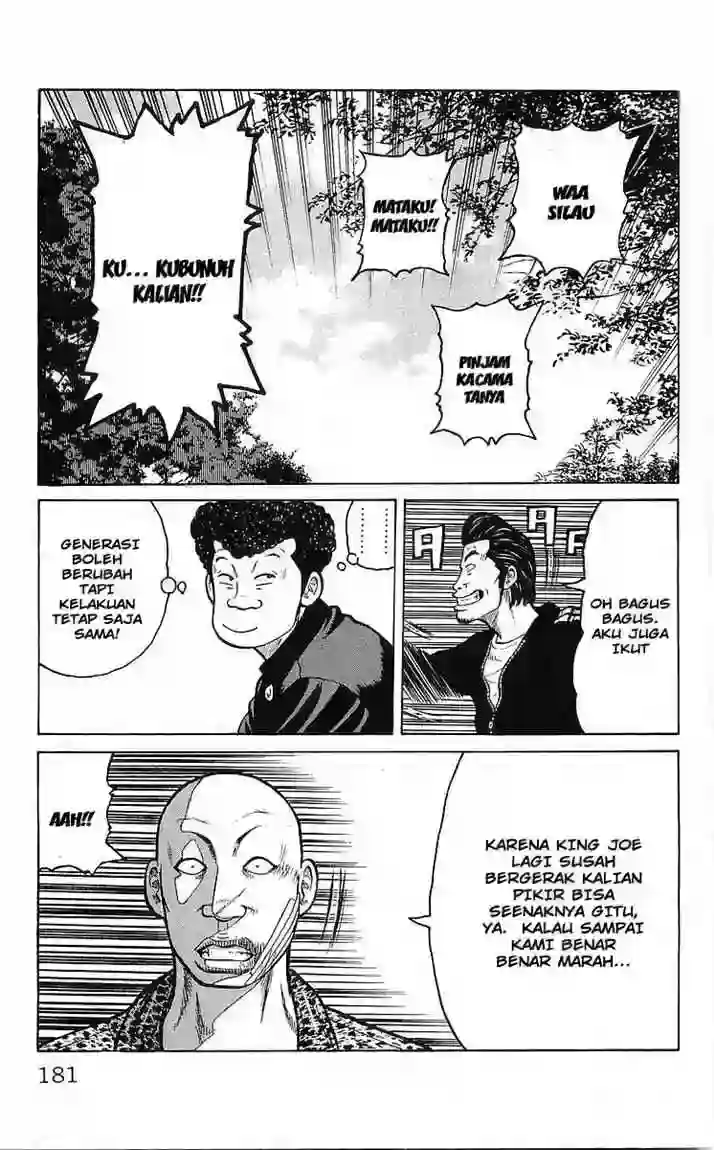 WAA
SILAU
MATAKU!
MATAKU!!
PINJAM
KACAMA
TANYA
KU... KUBUNUH
KALIAN!!
OH BAGUS
BAGUS.
AKU JUGA
IKUT
.......
.......
GENERASI
BOLEH
BERUBAH
TAPI
KELAKUAN
TETAP SAJA
SAMA!
KARENA KING JOE
LAGI SUSAH
BERGERAK KALIAN
PIKIR BISA
SEENAKNYA GITU,
YA. KALAU SAMPAI
KAMI BENAR
BENAR MARAH...
AAH!!
181